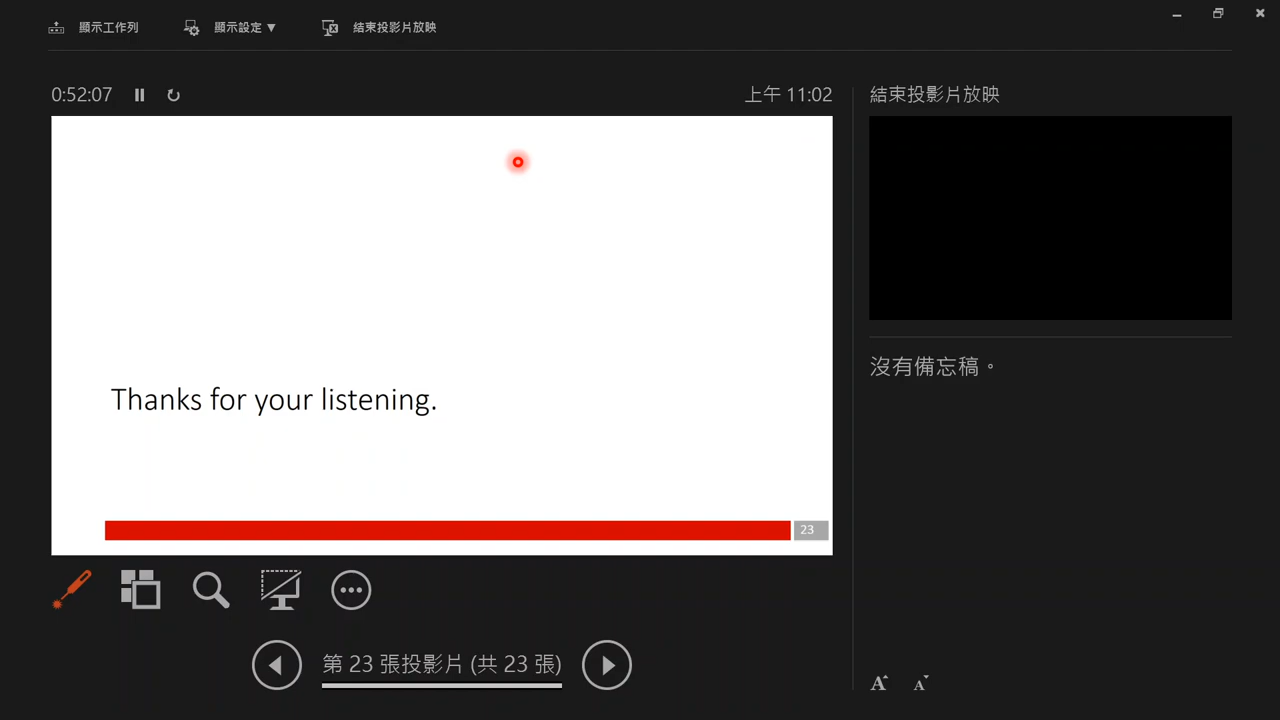 顯示工作列 顯示設定 ▼ 結束投影片放映
0:52:07 上午 11:02
結束投影片放映
沒有備忘稿。
Thanks for your listening.
23
第 23 張投影片 (共 23 張)
A A